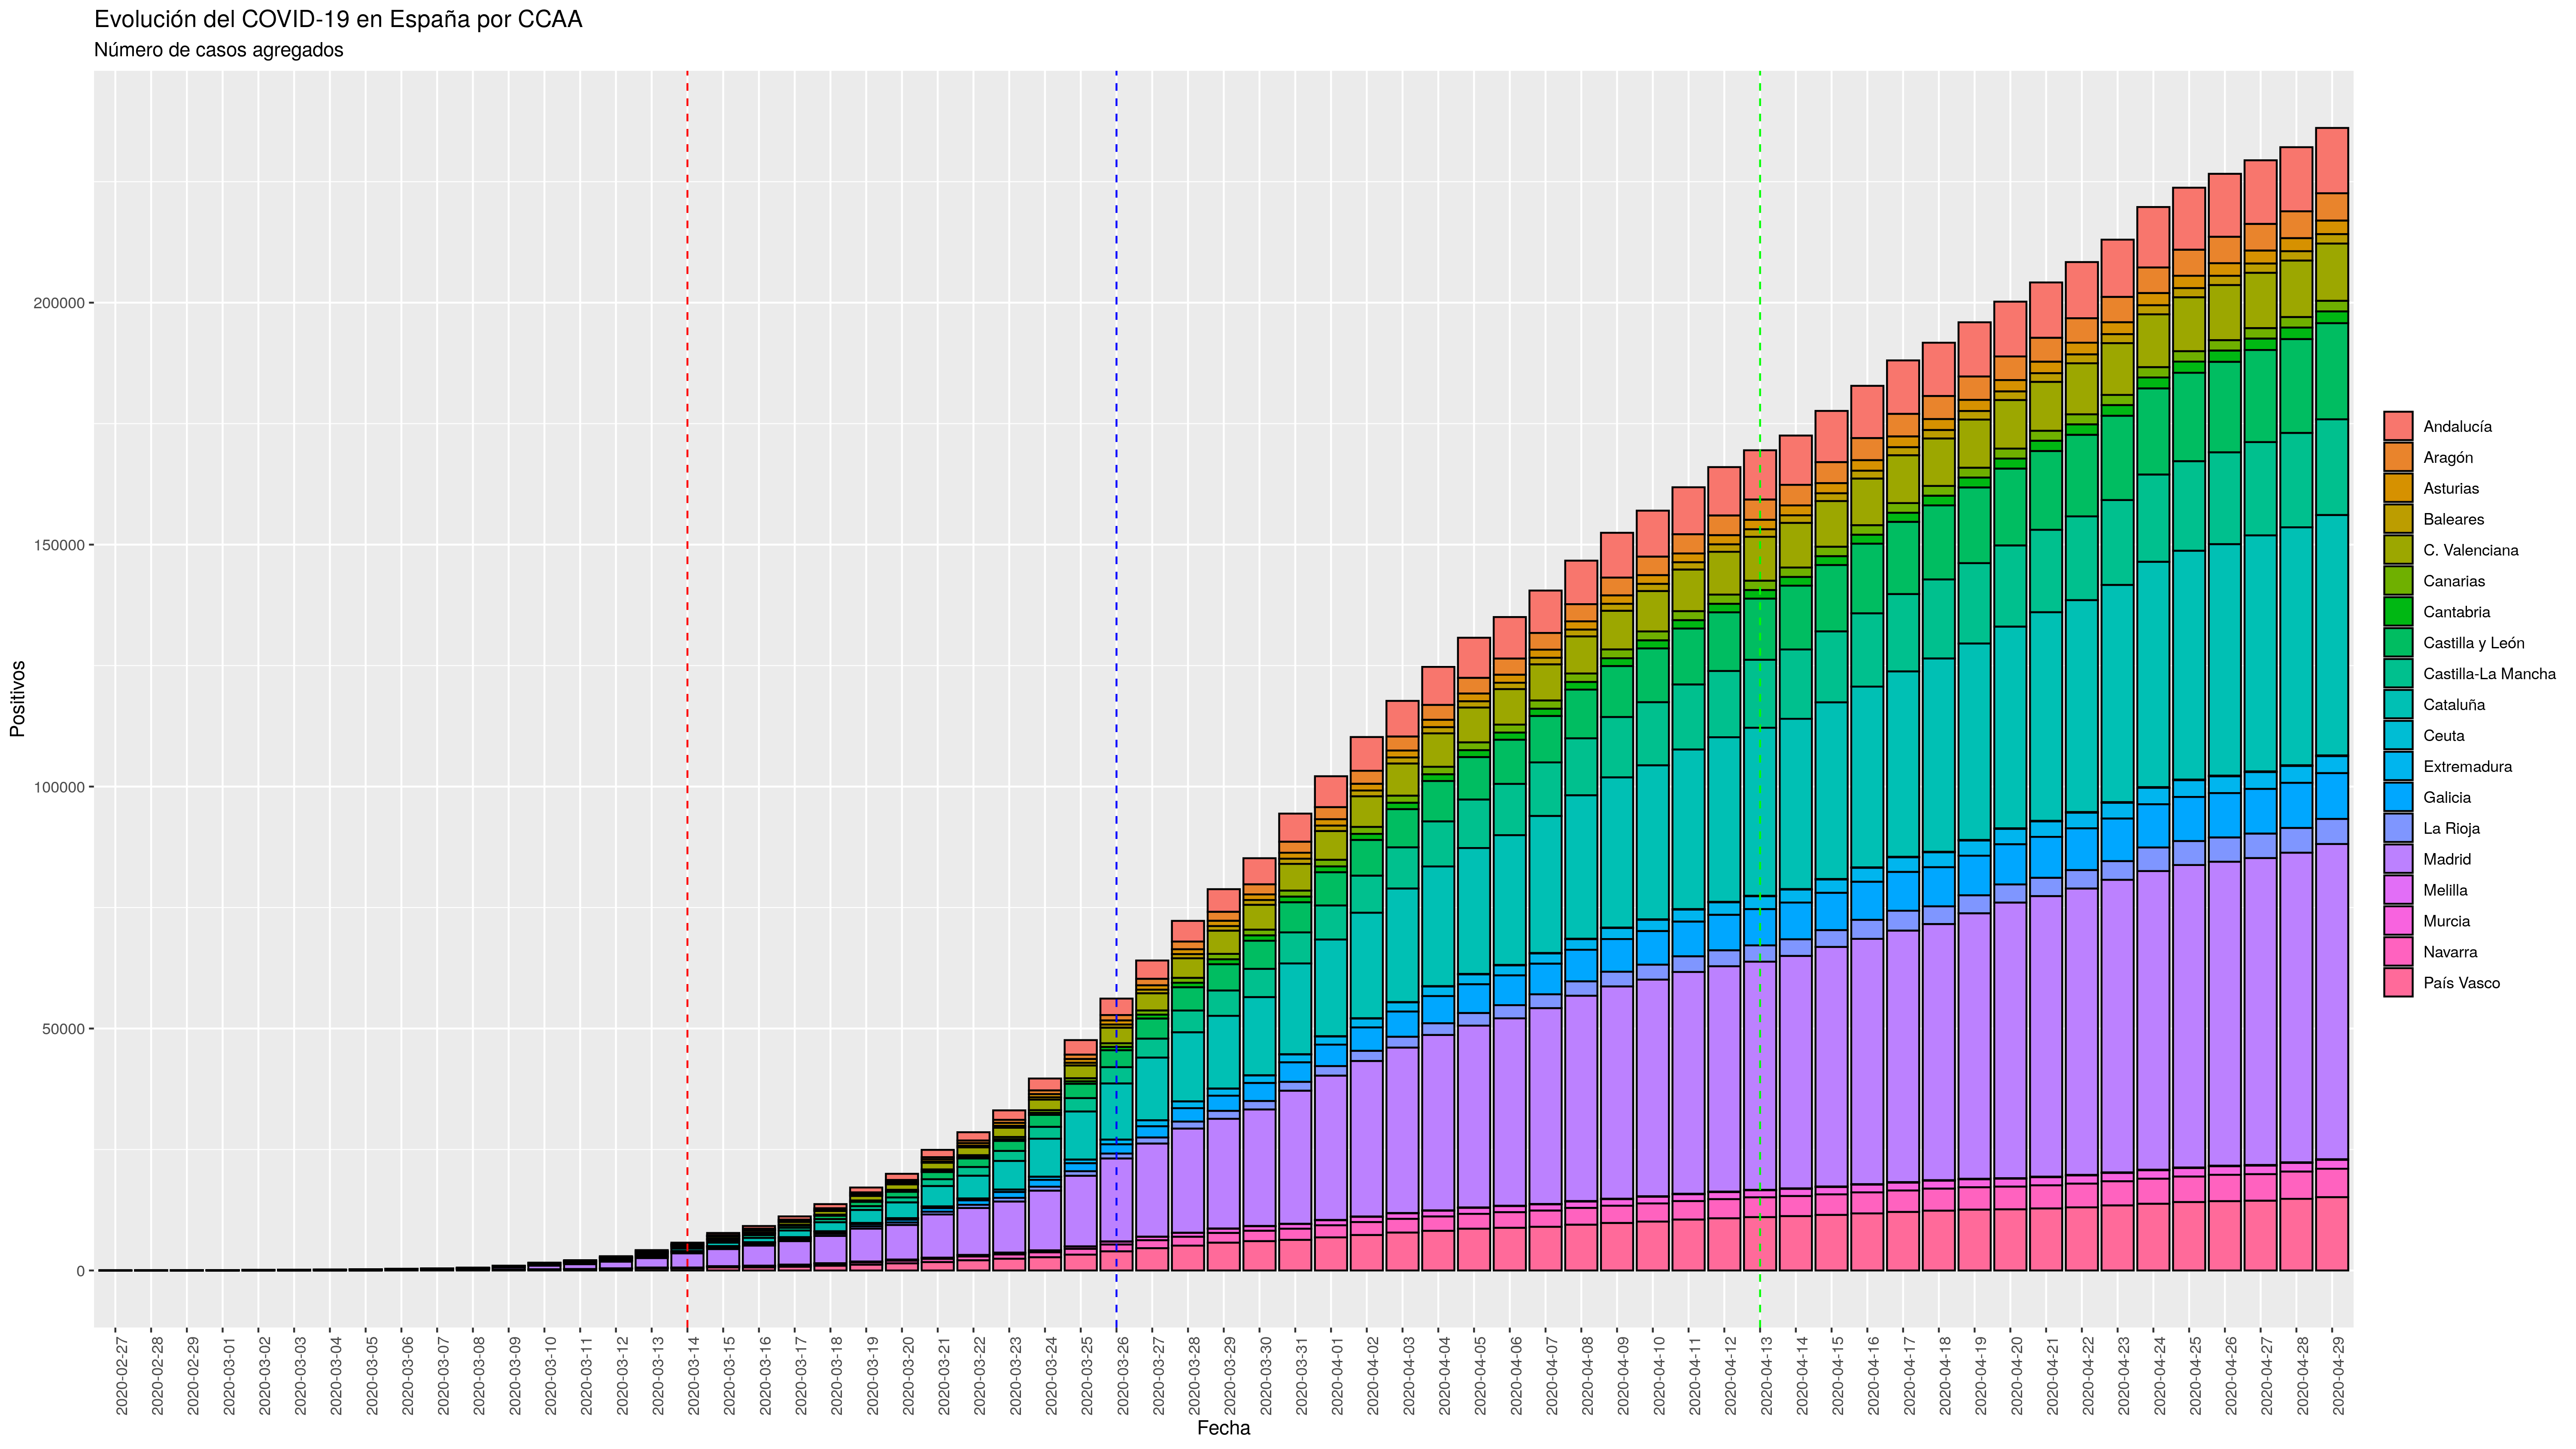 Evolución del COVID-19 en España por CCAA
Número de casos agregados
Positivos
200000
150000
100000
50000
0
2020-02-27
2020-02-28
2020-02-29
2020-03-01
2020-03-02
2020-03-03
2020-03-04
2020-03-05
2020-03-06
2020-03-07
2020-03-08
2020-03-09
2020-03-10
2020-03-11
2020-03-12
2020-03-13
2020-03-14
2020-03-15
2020-03-16
2020-03-17
2020-03-18
2020-03-19
2020-03-20
2020-03-21
2020-03-22
2020-03-23
2020-03-24
2020-03-25
2020-03-26
2020-03-27
2020-03-28
2020-03-29
2020-03-30
2020-03-31
2020-04-01
2020-04-02
2020-04-03
2020-04-04
2020-04-05
2020-04-06
2020-04-07
2020-04-08
2020-04-09
2020-04-10
2020-04-11
2020-04-12
2020-04-13
2020-04-14
2020-04-15
2020-04-16
2020-04-17
2020-04-18
2020-04-19
2020-04-20
2020-04-21
2020-04-22
2020-04-23
2020-04-24
2020-04-25
2020-04-26
2020-04-27
2020-04-28
2020-04-29
Fecha
Andalucía
Aragón
Asturias
Baleares
C. Valenciana
Canarias
Cantabria
Castilla y León
Castilla-La Mancha
Cataluña
Ceuta
Extremadura
Galicia
La Rioja
Madrid
Melilla
Murcia
Navarra
País Vasco